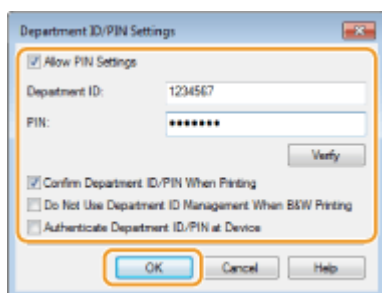 Department ID/PIN Settings
Allow PIN Settings
Department ID: 1234567
PIN: •••••••
Verify
Confirm Department ID/PIN When Printing
Do Not Use Department ID Management When B&W Printing
Authenticate Department ID/PIN at Device
OK Cancel Help